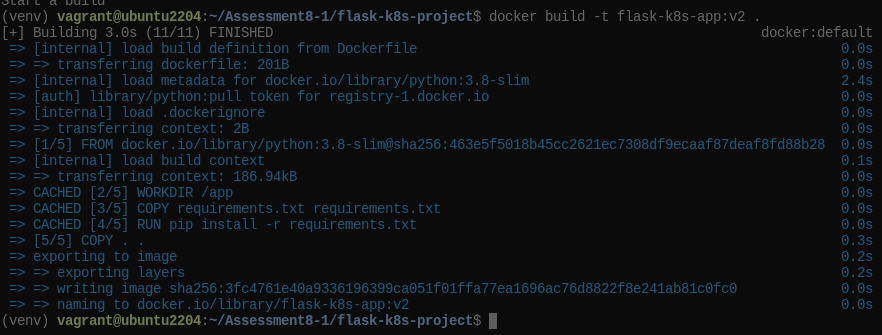 Start a build
(venv) vagrant@ubuntu2204:~/Assessment8-1/flask-k8s-project$ docker build -t flask-k8s-app:v2 .
[+] Building 3.0s (11/11) FINISHED docker:default
=> [internal] load build definition from Dockerfile 0.0s
=> => transferring dockerfile: 201B 0.0s
=> [internal] load metadata for docker.io/library/python:3.8-slim 2.4s
=> [auth] library/python:pull token for registry-1.docker.io 0.0s
=> [internal] load .dockerignore 0.0s
=> => transferring context: 2B 0.0s
=> [1/5] FROM docker.io/library/python:3.8-slim@sha256:463e5f5018b45cc2621ec7308df9ecaaf87deaf8fd88b28 0.0s
=> [internal] load build context 0.1s
=> => transferring context: 186.94kB 0.0s
=> CACHED [2/5] WORKDIR /app 0.0s
=> CACHED [3/5] COPY requirements.txt requirements.txt 0.0s
=> CACHED [4/5] RUN pip install -r requirements.txt 0.0s
=> [5/5] COPY . . 0.3s
=> exporting to image 0.2s
=> => exporting layers 0.2s
=> => writing image sha256:3fc4761e40a9336196399ca051f01ffa77ea1696ac76d8822f8e241ab81c0fc0 0.0s
=> => naming to docker.io/library/flask-k8s-app:v2 0.0s
(venv) vagrant@ubuntu2204:~/Assessment8-1/flask-k8s-project$